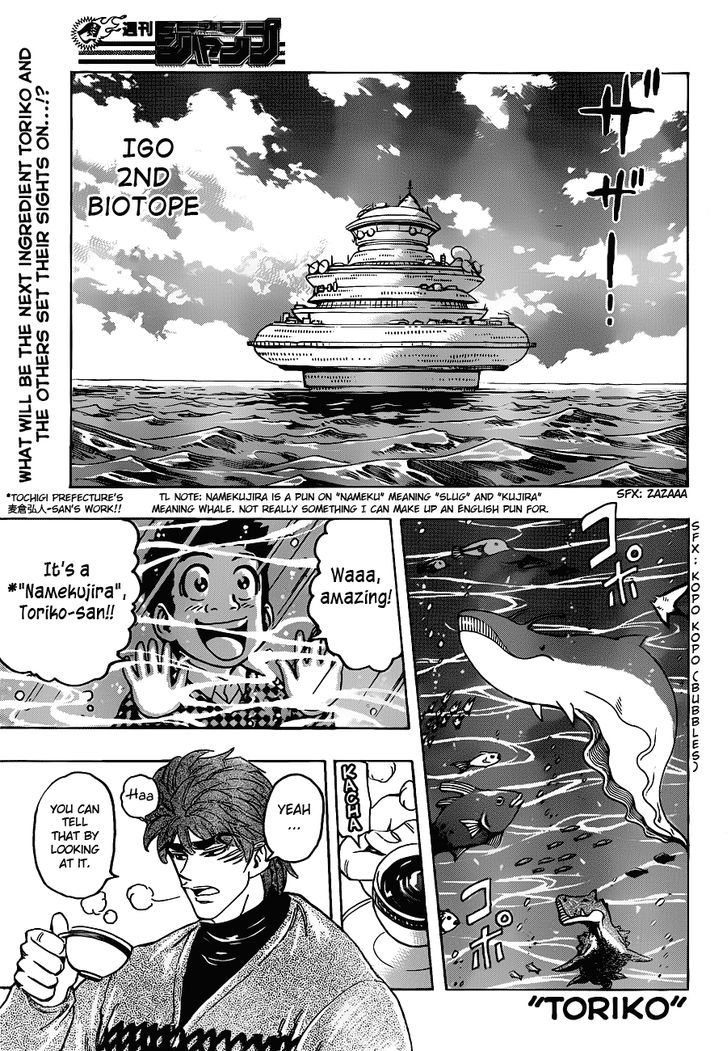 週刊
ジャンプ
WHAT WILL BE THE NEXT INGREDIENT TORIKO AND
THE OTHERS SET THEIR SIGHTS ON...!?
IGO
2ND
BIOTOPE
ザザーー!
SFX: ZAZAAA
*TOCHIGI PREFECTURE'S
麦倉弘人-SAN'S WORK!!
TL NOTE: NAMEKUJIRA IS A PUN ON "NAMEKU" MEANING "SLUG" AND "KUJIRA"
MEANING WHALE. NOT REALLY SOMETHING I CAN MAKE UP AN ENGLISH PUN FOR.
コポ
SFX: KOPO KOPO (BUBBLES)
Waaa,
amazing!
It's a
*"Namekujira",
Toriko-san!!
コポ
KACHA
YEAH
...
Haa
YOU CAN
TELL
THAT BY
LOOKING
AT IT.
"TORIKO"